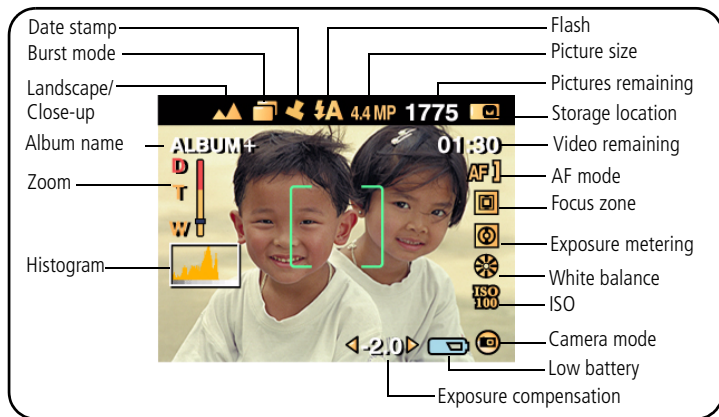 Date stamp
Burst mode
Landscape/
Close-up
Album name
Zoom
Histogram
Flash
Picture size
Pictures remaining
Storage location
Video remaining
AF mode
Focus zone
Exposure metering
White balance
ISO
Camera mode
Low battery
Exposure compensation
A 4.4 MP 1775
ALBUM+ 01:30
D
T
W
AF ]
ISO
100
-2.0